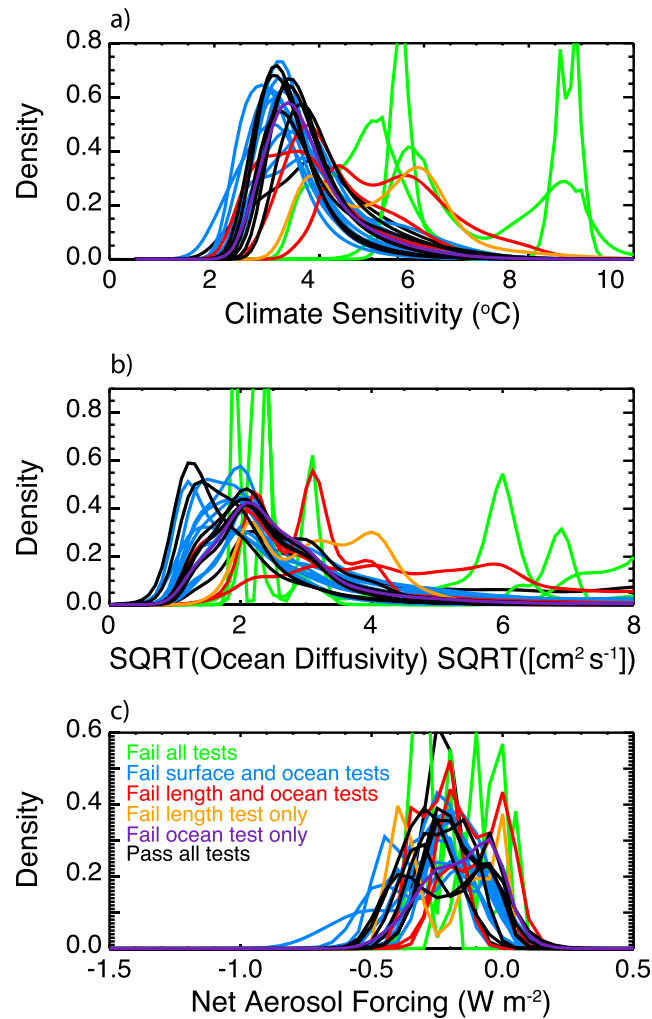 a)
0.8
0.6
0.4
0.2
0.0
Density
0 2 4 6 8 10
Climate Sensitivity (°C)
b)
0.8
0.6
0.4
0.2
0.0
Density
0 2 4 6 8
SQRT(Ocean Diffusivity) SQRT([cm² s⁻¹])
c)
0.6
0.4
0.2
0.0
Density
Fail all tests
Fail surface and ocean tests
Fail length and ocean tests
Fail length test only
Fail ocean test only
Pass all tests
-1.5 -1.0 -0.5 0.0 0.5
Net Aerosol Forcing (W m⁻²)